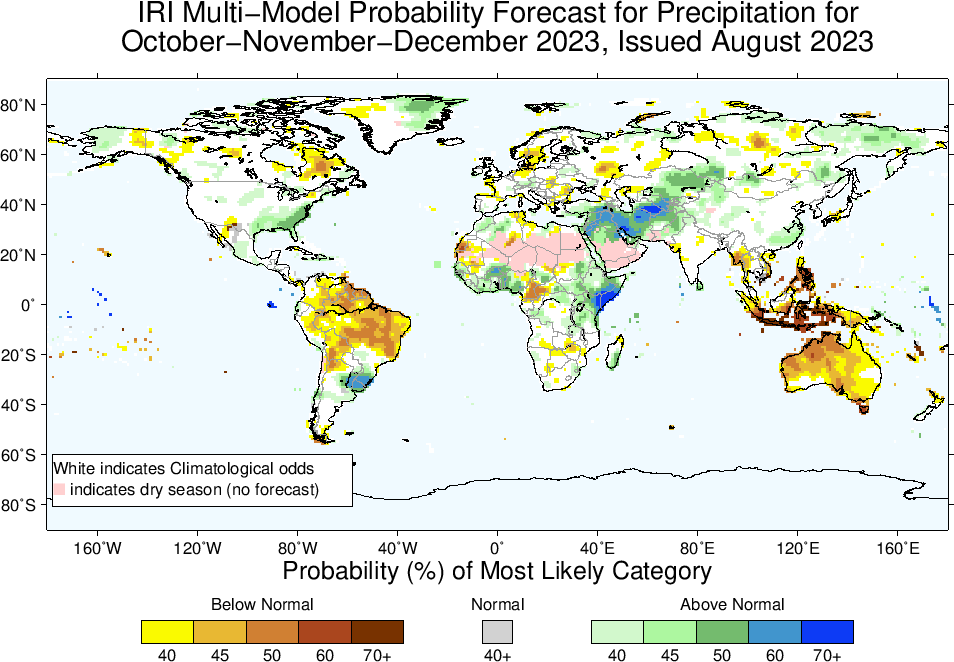 IRI Multi−Model Probability Forecast for Precipitation for
October−November−December 2023, Issued August 2023
80˚N
60˚N
40˚N
20˚N
0˚
20˚S
40˚S
60˚S
80˚S
White indicates Climatological odds
indicates dry season (no forecast)
160˚W 120˚W 80˚W 40˚W 0˚ 40˚E 80˚E 120˚E 160˚E
Probability (%) of Most Likely Category
Below Normal Normal Above Normal
40 45 50 60 70+ 40+ 40 45 50 60 70+